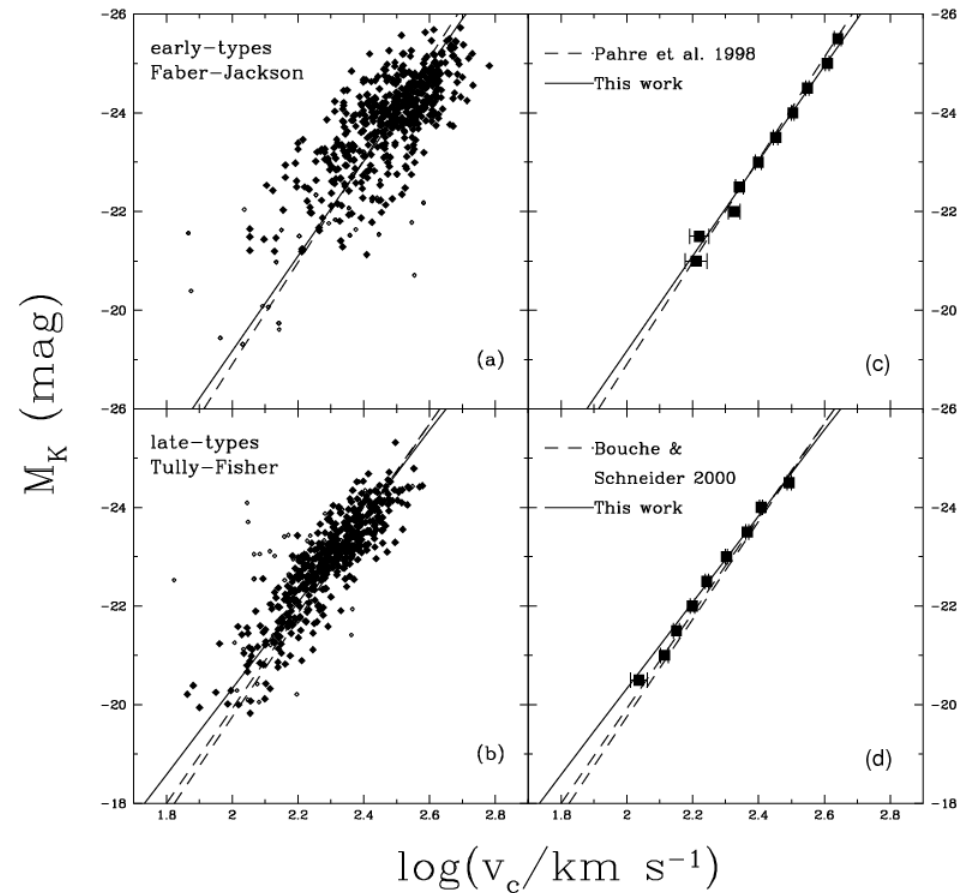 -26
-24
-22
-20
-26
-24
-22
-20
-18
early-types
Faber-Jackson
(a)
Pahre et al. 1998
This work
(c)
-26
-24
-22
-20
-26
-24
-22
-20
-18
late-types
Tully-Fisher
(b)
Bouche &
Schneider 2000
This work
(d)
1.8 2 2.2 2.4 2.6
1.8 2 2.2 2.4 2.6 2.8
M_K (mag)
log(v_c/km s⁻¹)